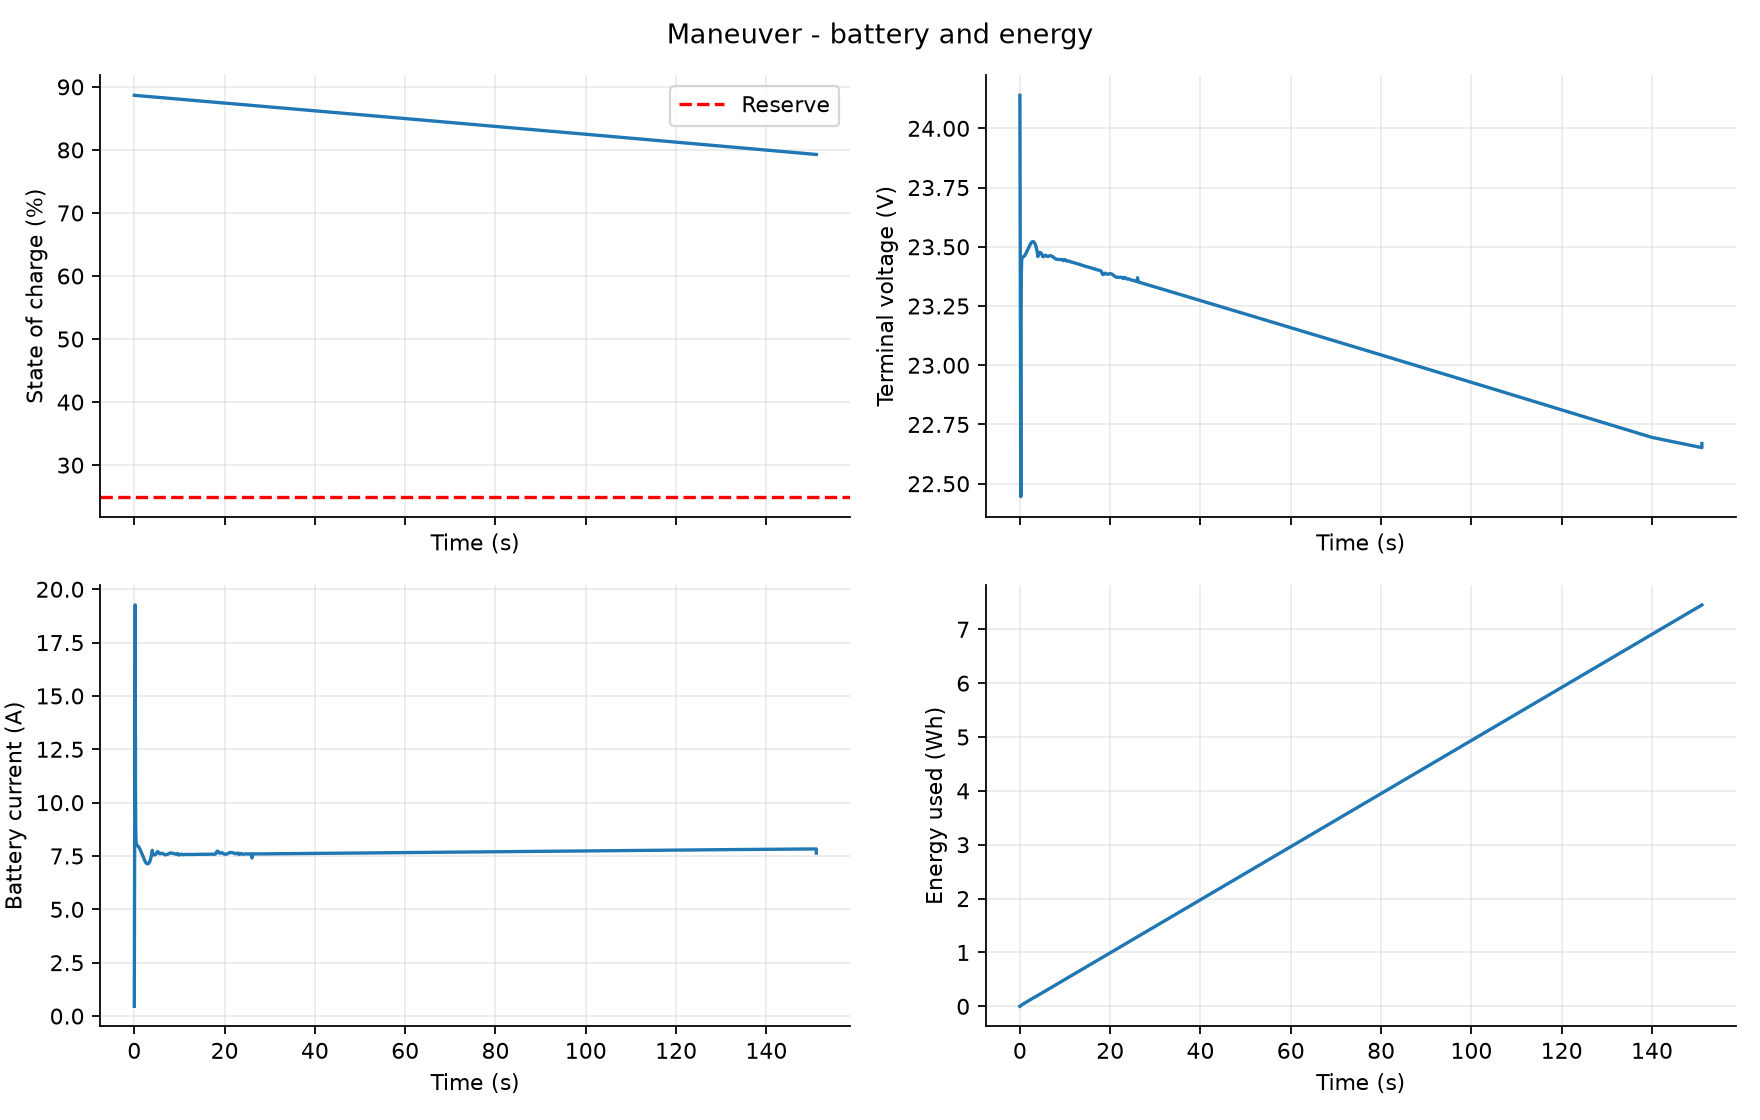 Maneuver - battery and energy
90
80
70
60
50
40
30
State of charge (%)
Reserve
Time (s)
24.00
23.75
23.50
23.25
23.00
22.75
22.50
Terminal voltage (V)
Time (s)
20.0
17.5
15.0
12.5
10.0
7.5
5.0
2.5
0.0
Battery current (A)
0 20 40 60 80 100 120 140
Time (s)
7
6
5
4
3
2
1
0
Energy used (Wh)
0 20 40 60 80 100 120 140
Time (s)